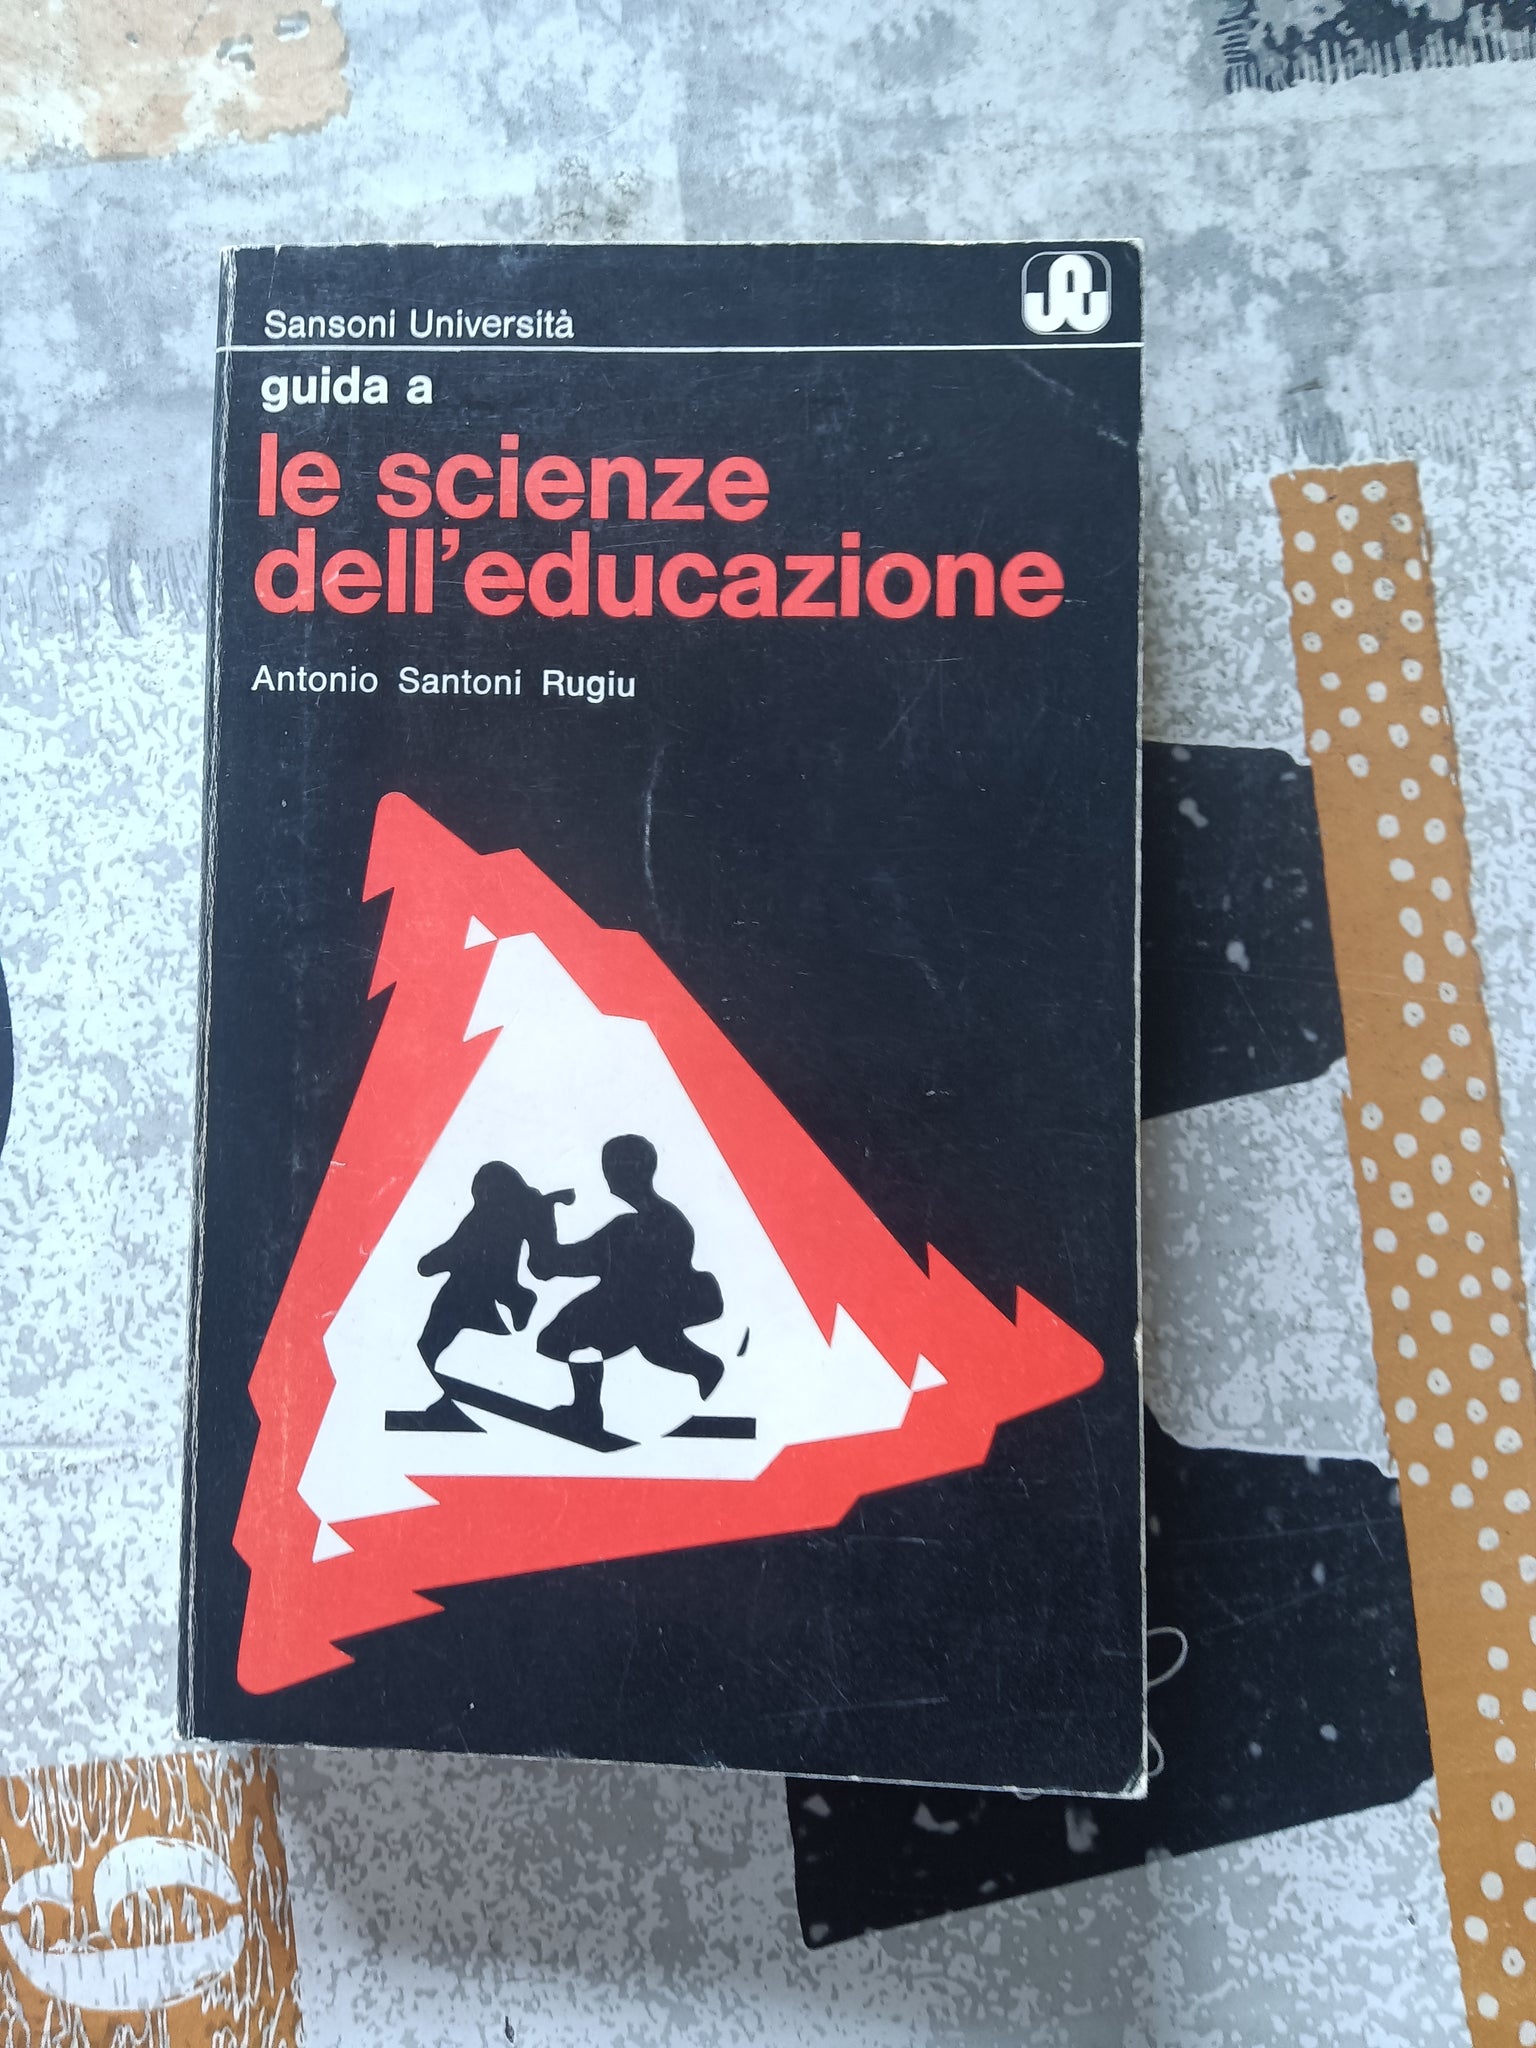 Sansoni Università
guida a
le scienze
dell'educazione
Antonio Santoni Rugiu